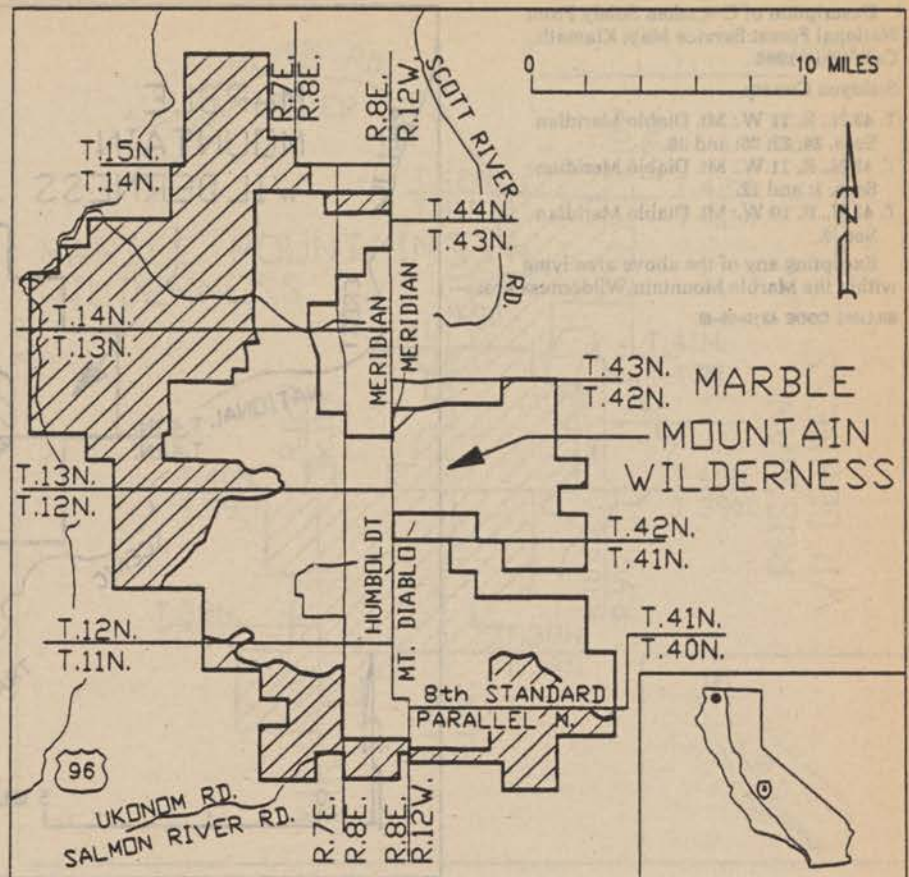 0 10 MILES
R.7E.
R.8E.
R.8E.
R.12W.
SCOTT RIVER
RD
T.15N.
T.14N.
T.44N.
T.43N.
N
T.14N.
T.13N.
MERIDIAN
MERIDIAN
T.43N.
T.42N.
MARBLE
MOUNTAIN
WILDERNESS
T.13N.
T.12N.
T.42N.
T.41N.
HUMBOLDT
MT. DIABLO
T.12N.
T.11N.
T.41N.
T.40N.
8th STANDARD
PARALLEL N.
96
UKONOM RD.
SALMON RIVER RD.
R.7E.
R.8E.
R.8E.
R.12W.